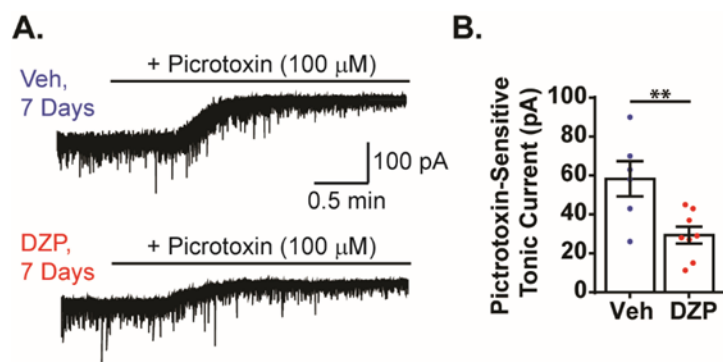 A.
+ Picrotoxin (100 μM)
Veh,
7 Days
100 pA
0.5 min
+ Picrotoxin (100 μM)
DZP,
7 Days
B.
Pictrotoxin-Sensitive
Tonic Current (pA)
100
80
60
40
20
0
**
Veh
DZP